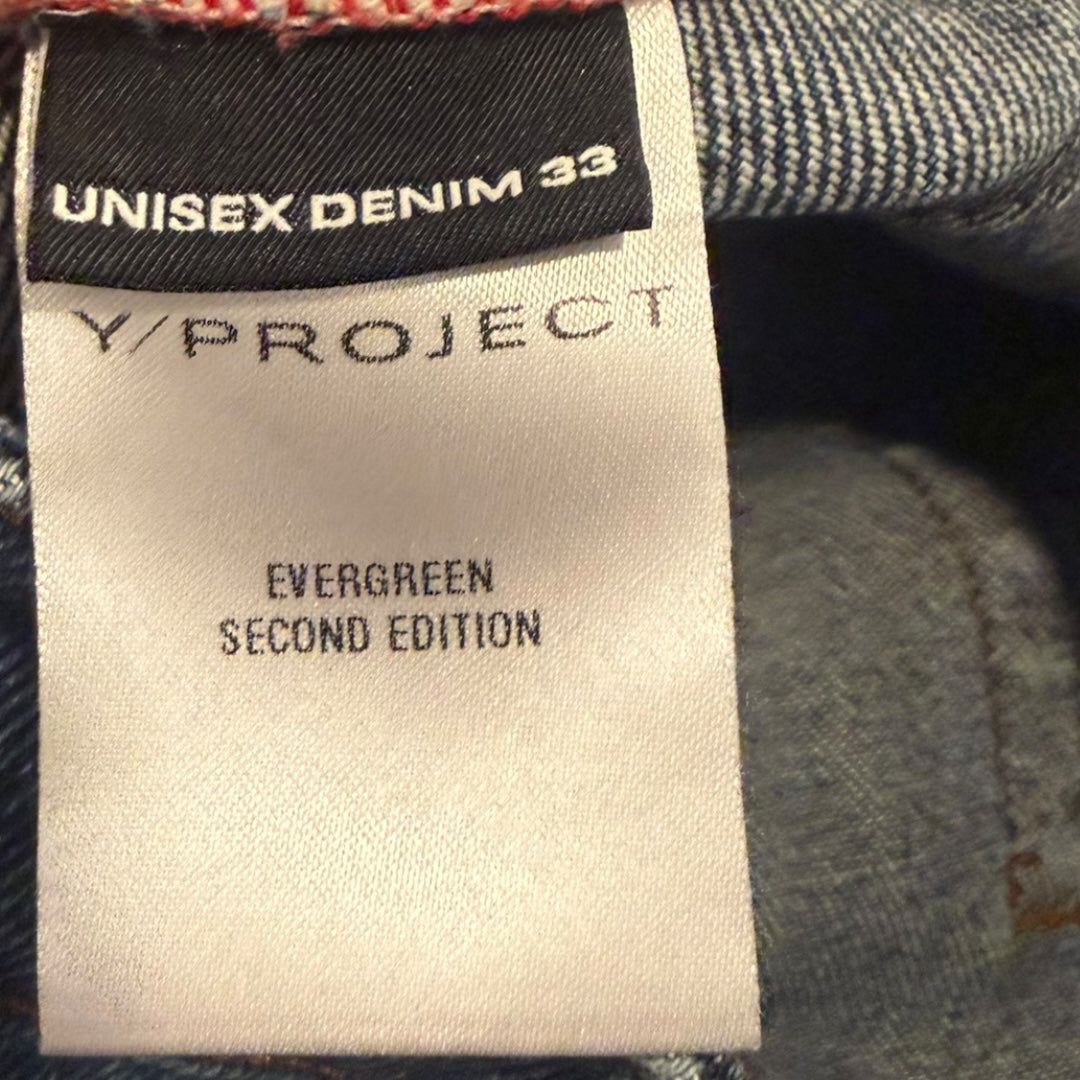 UNISEX DENIM 33
Y/PROJECT
EVERGREEN
SECOND EDITION